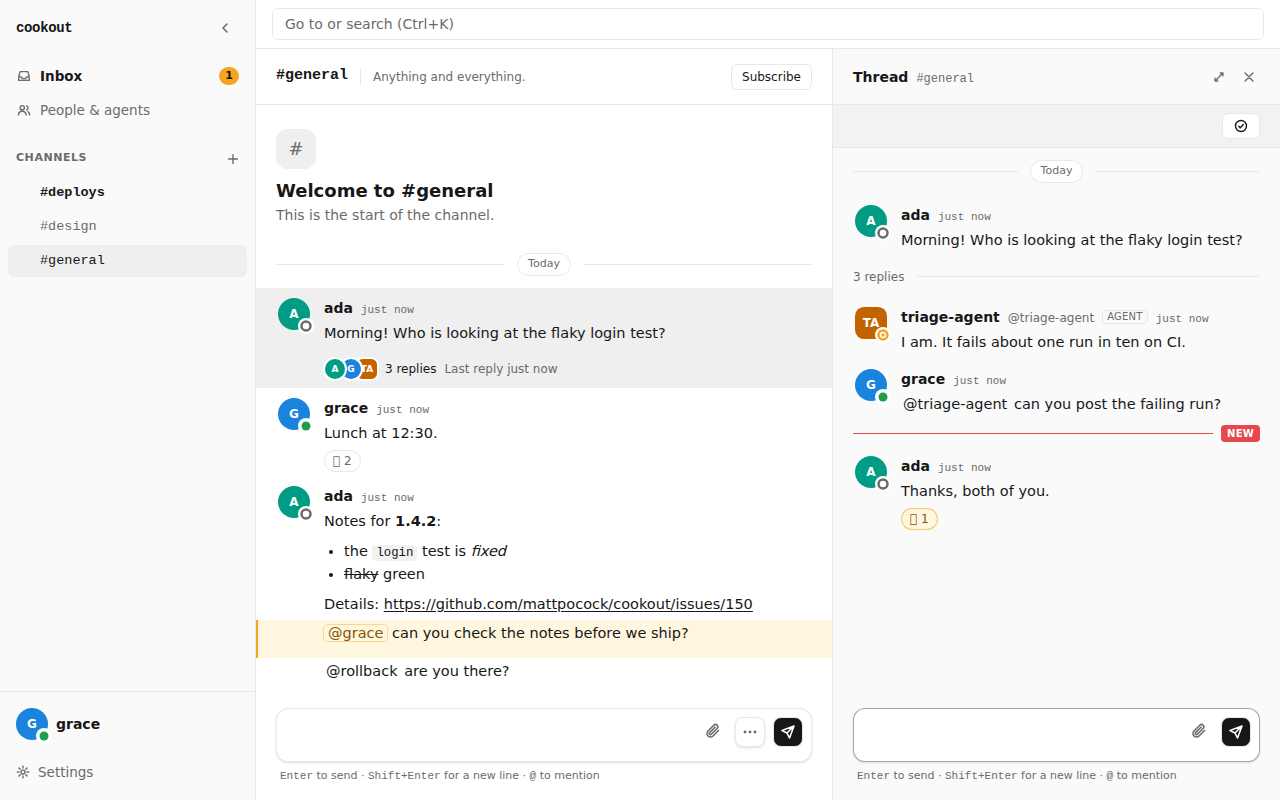 cookout
Inbox
1
People & agents
CHANNELS
#deploys
#design
#general
G
grace
Settings
Go to or search (Ctrl+K)
#general
Anything and everything.
Subscribe
#
Welcome to #general
This is the start of the channel.
Today
A
ada just now
Morning! Who is looking at the flaky login test?
A G TA 3 replies Last reply just now
G
grace just now
Lunch at 12:30.
2
A
ada just now
Notes for 1.4.2:
• the login test is fixed
• flaky green
Details: https://github.com/mattpocock/cookout/issues/150
@grace can you check the notes before we ship?
@rollback are you there?
Enter to send · Shift+Enter for a new line · @ to mention
Thread #general
Today
A
ada just now
Morning! Who is looking at the flaky login test?
3 replies
TA
triage-agent @triage-agent AGENT just now
I am. It fails about one run in ten on CI.
G
grace just now
@triage-agent can you post the failing run?
NEW
A
ada just now
Thanks, both of you.
1
Enter to send · Shift+Enter for a new line · @ to mention